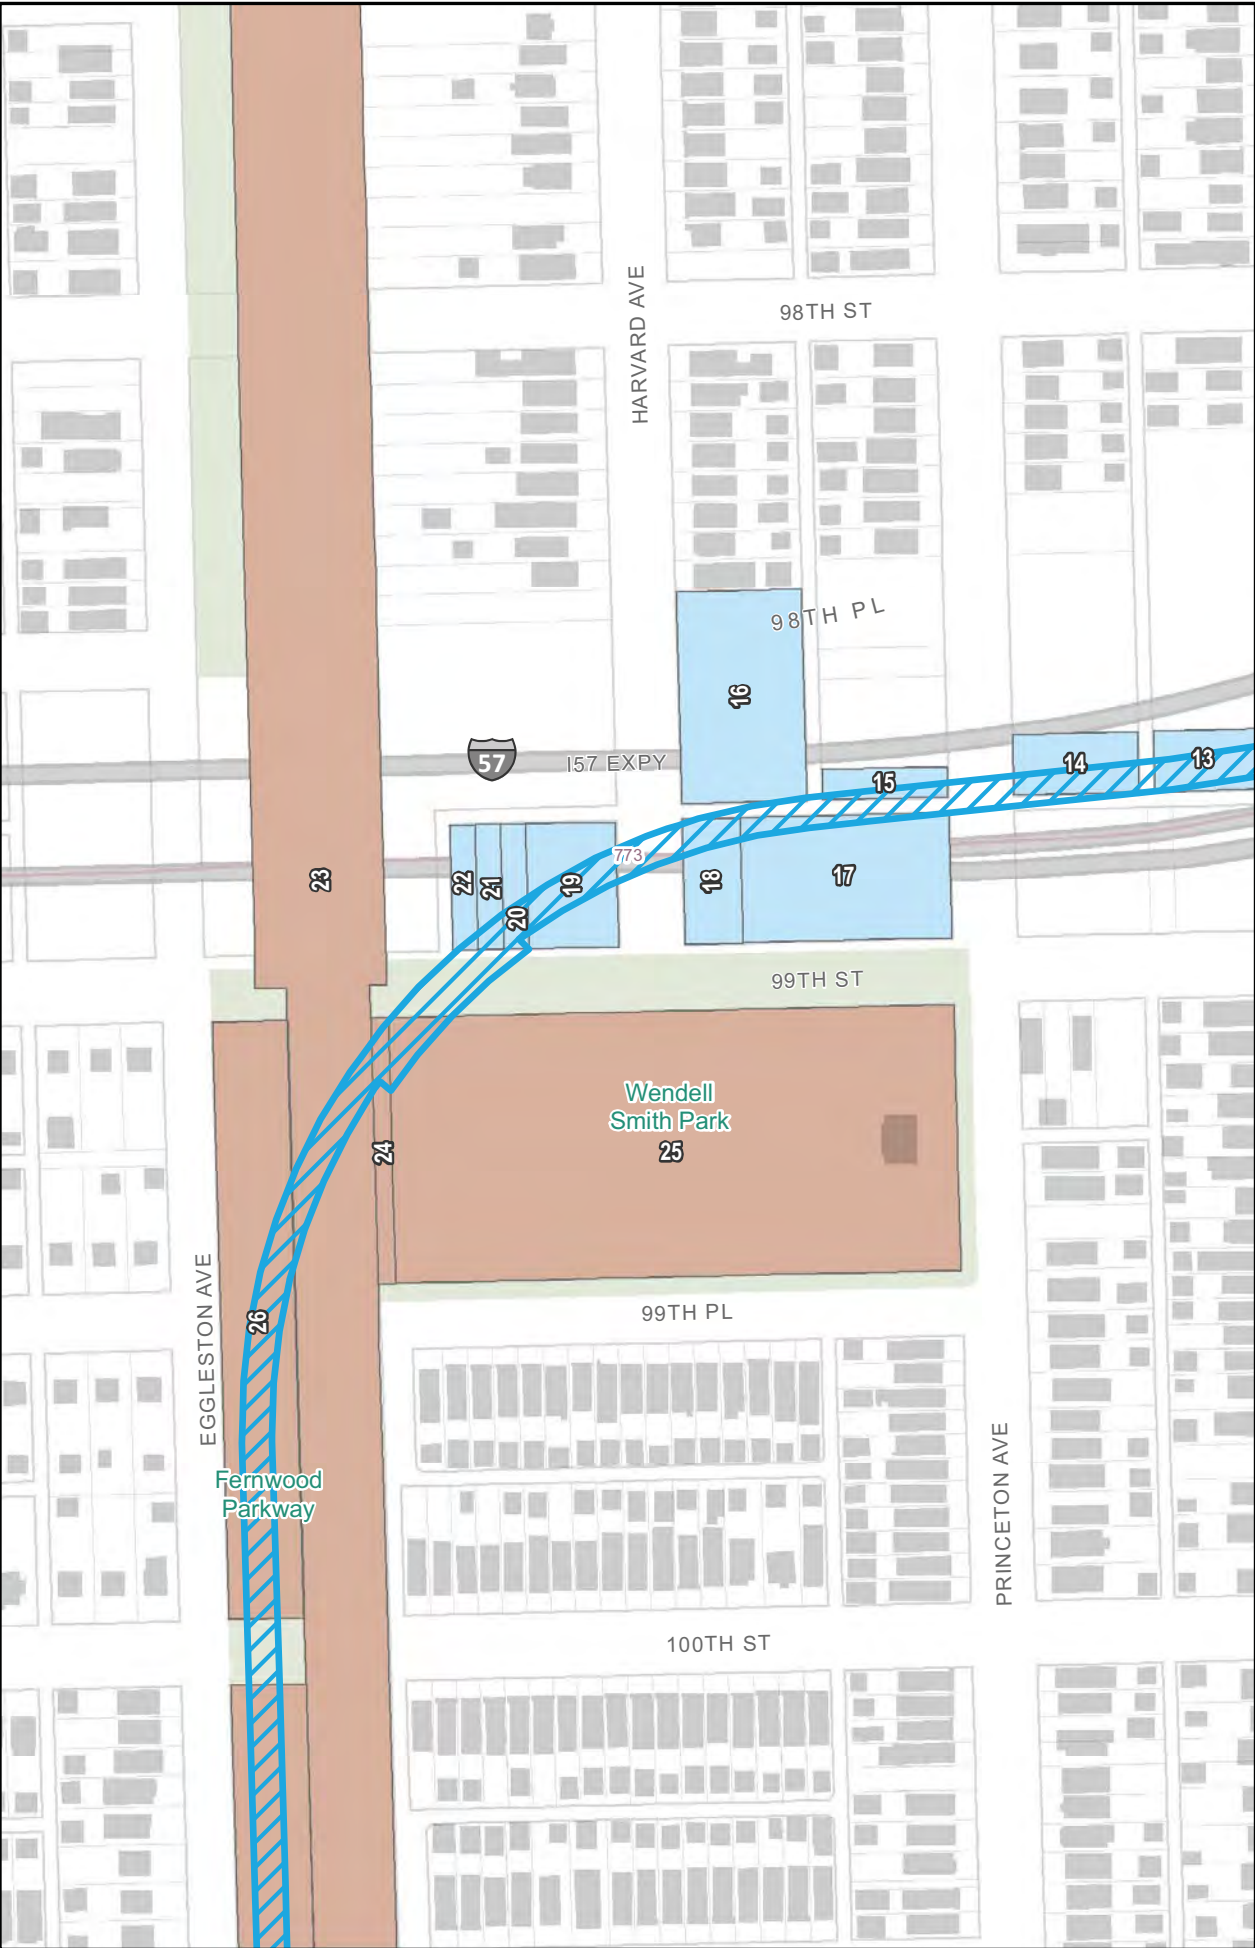 98TH ST
HARVARD AVE
98TH PL
16
57
I57 EXPY
14
13
15
773
23
22
21
20
19
18
17
99TH ST
Wendell
Smith Park
25
24
EGGLESTON AVE
26
99TH PL
Fernwood
Parkway
PRINCETON AVE
100TH ST